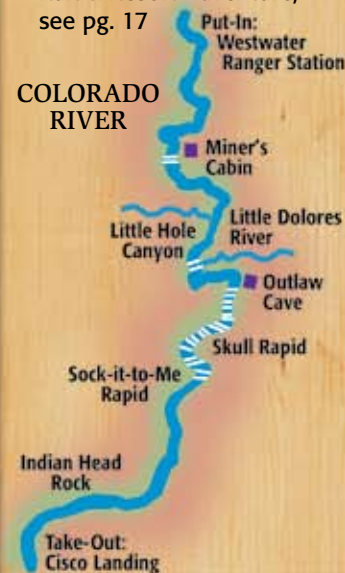 see pg. 17
Put-In:
Westwater
Ranger Station
COLORADO
RIVER
Miner's
Cabin
Little Hole
Canyon
Little Dolores
River
Outlaw
Cave
Skull Rapid
Sock-it-to-Me
Rapid
Indian Head
Rock
Take-Out:
Cisco Landing